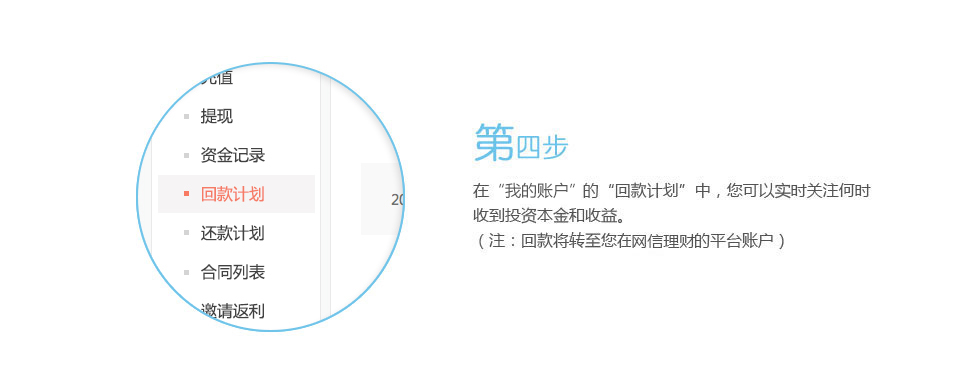 充值
提现
资金记录
回款计划
还款计划
合同列表
邀请返利
20
第四步
在“我的账户”的“回款计划”中，您可以实时关注何时
收到投资本金和收益。
（注：回款将转至您在网信理财的平台账户）